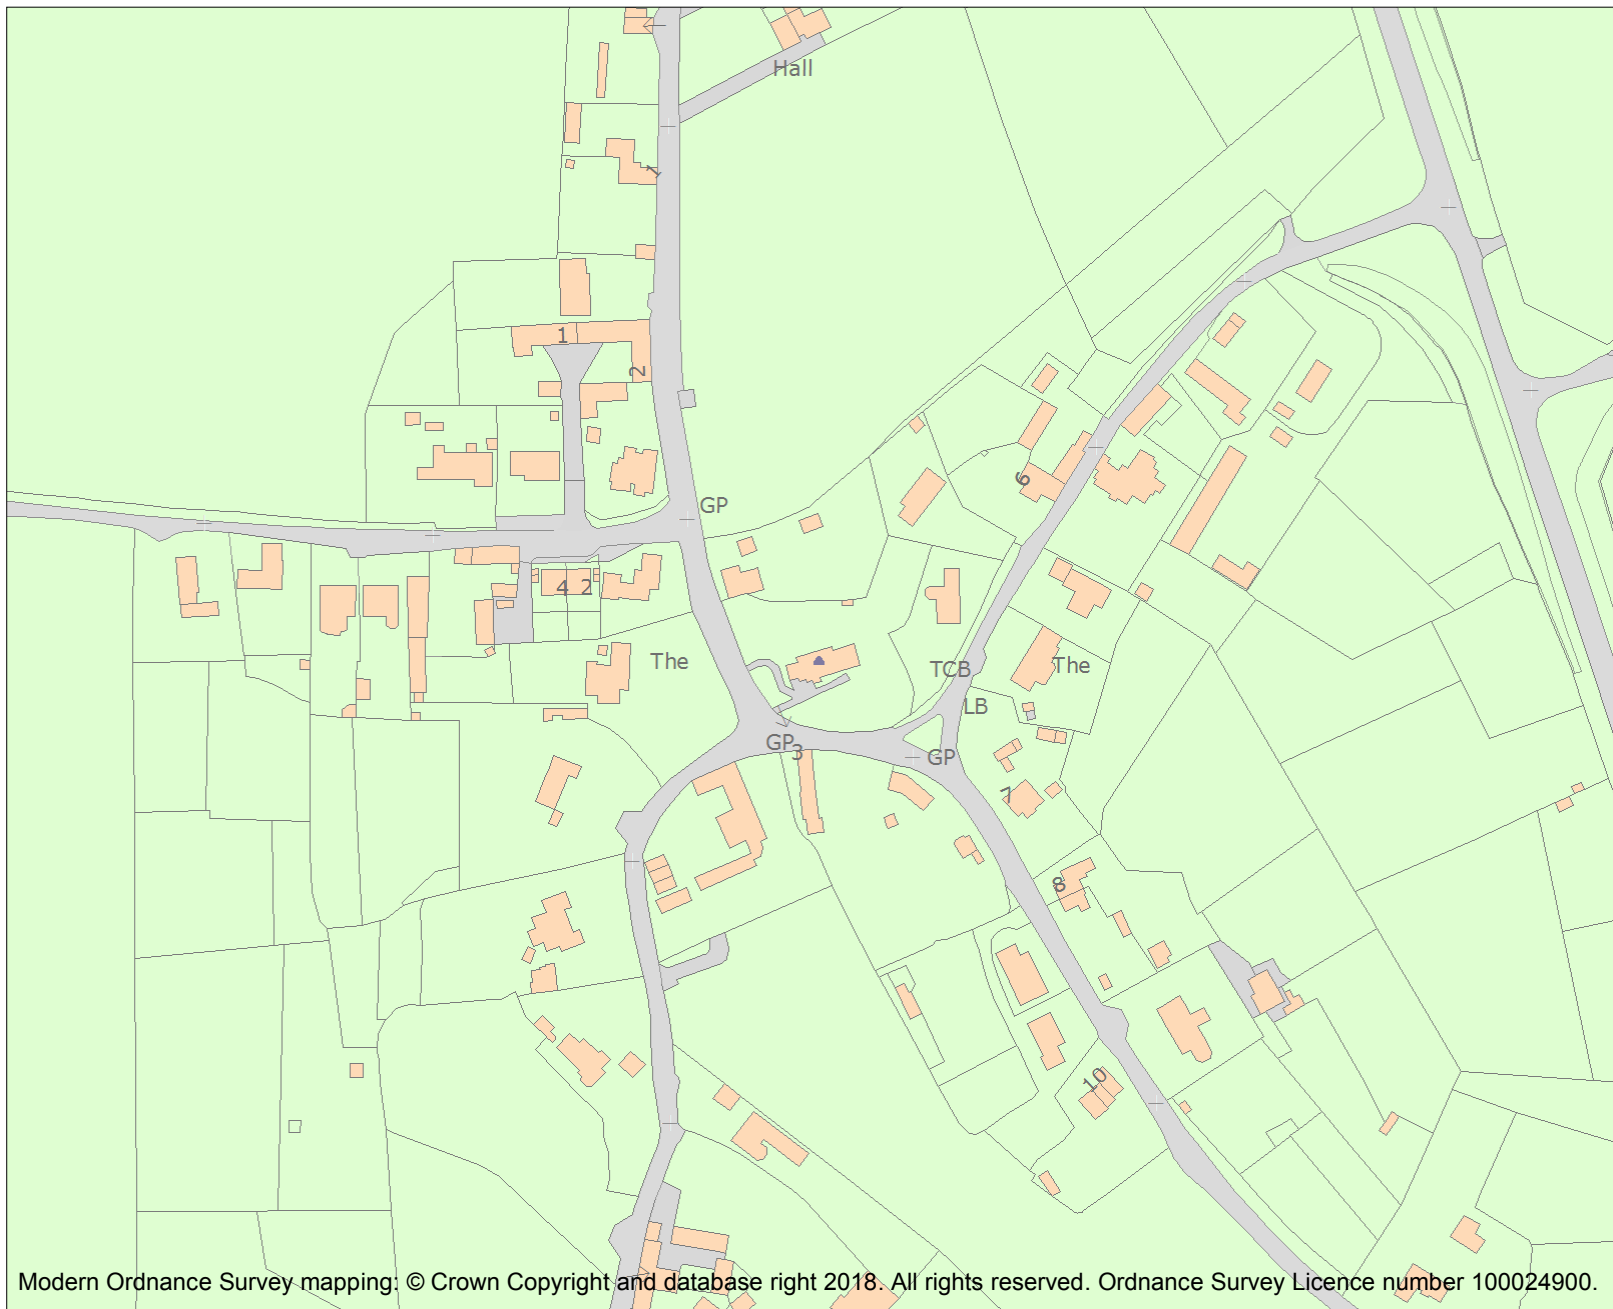 Hall
1
1
2
GP
6
4 2
The
TCB
The
LB
GP
3
GP
7
8
10
Modern Ordnance Survey mapping: © Crown Copyright and database right 2018. All rights reserved. Ordnance Survey Licence number 100024900.